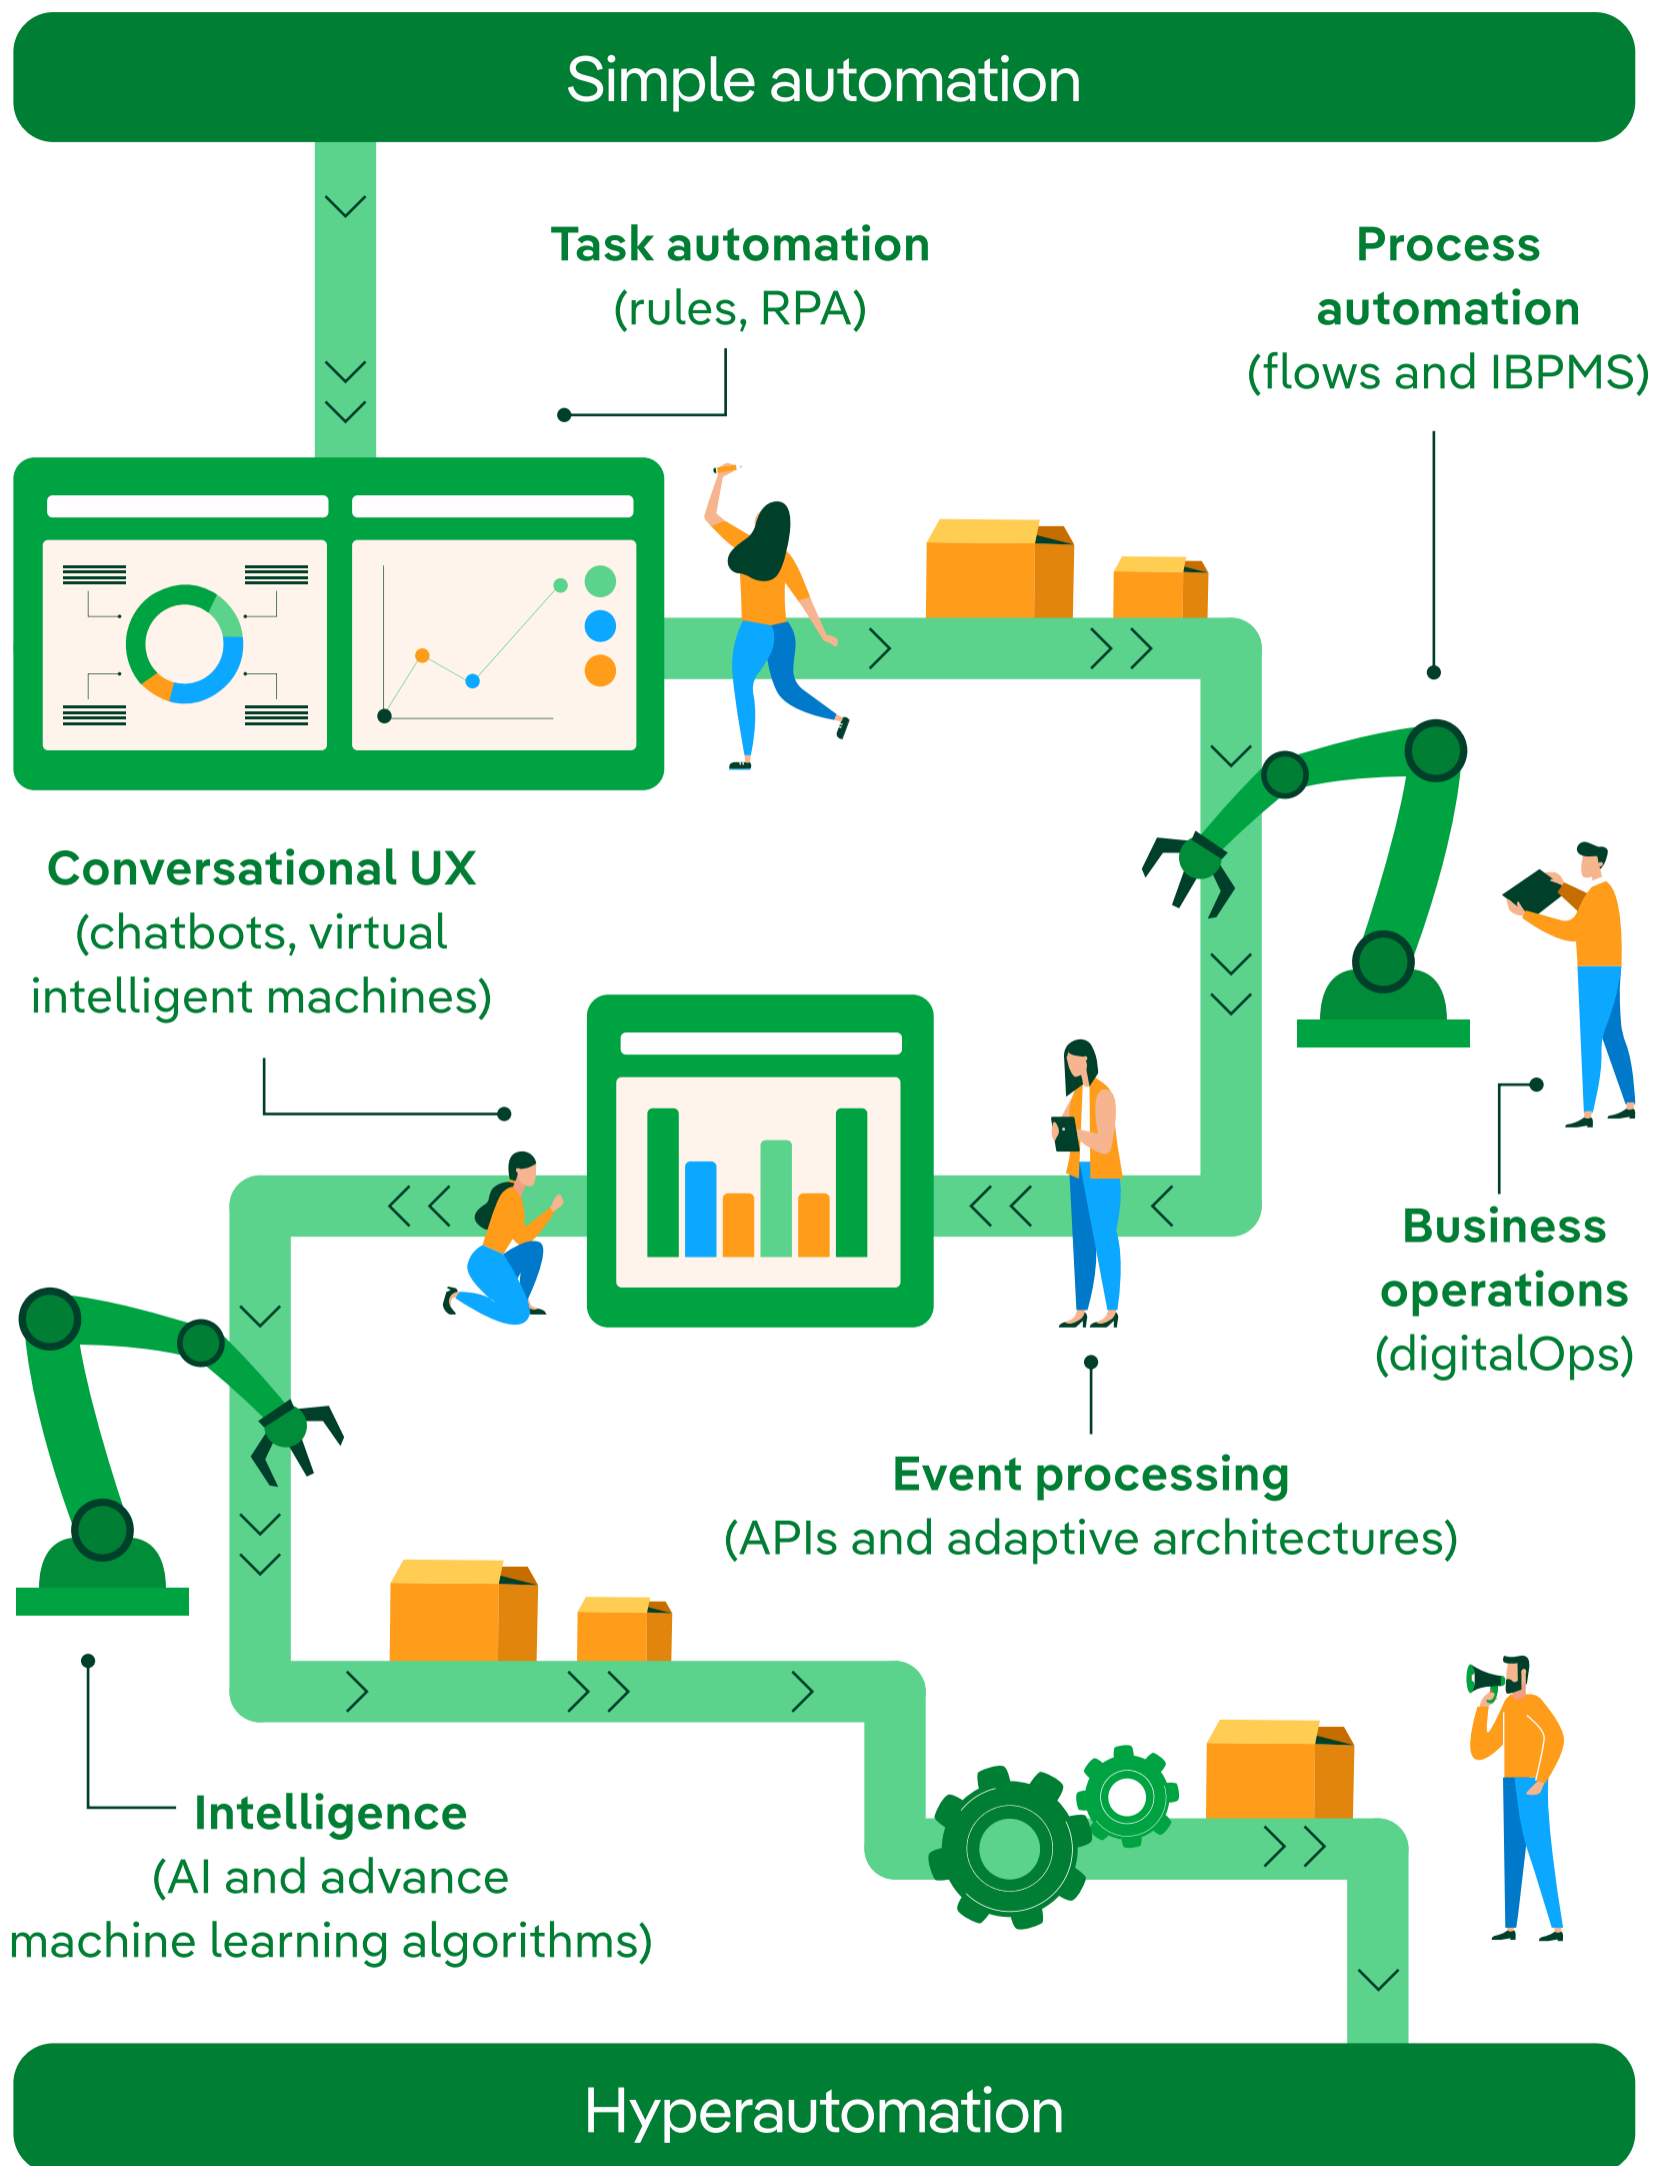 Simple automation
Task automation
(rules, RPA)
Process
automation
(flows and IBPMS)
Conversational UX
(chatbots, virtual
intelligent machines)
Business
operations
(digitalOps)
Event processing
(APIs and adaptive architectures)
Intelligence
(AI and advance
machine learning algorithms)
Hyperautomation